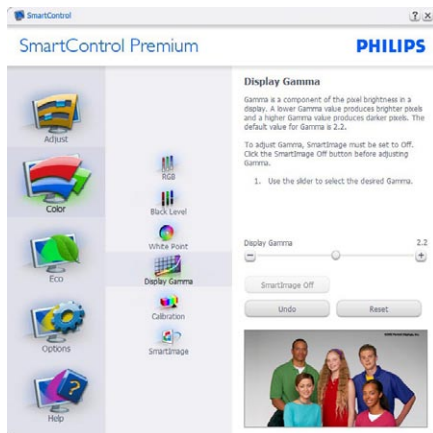 SmartControl
SmartControl Premium
PHILIPS
Adjust
Color
Eco
Options
Help
RGB
Black Level
White Point
Display Gamma
Calibration
SmartImage
Display Gamma
Gamma is a component of the pixel brightness in a
display. A lower Gamma value produces brighter pixels
and a higher Gamma value produces darker pixels. The
default value for Gamma is 2.2.
To adjust Gamma, SmartImage must be set to Off.
Click the SmartImage Off button before adjusting
Gamma.
1. Use the slider to select the desired Gamma.
Display Gamma 2.2
SmartImage Off
Undo Reset